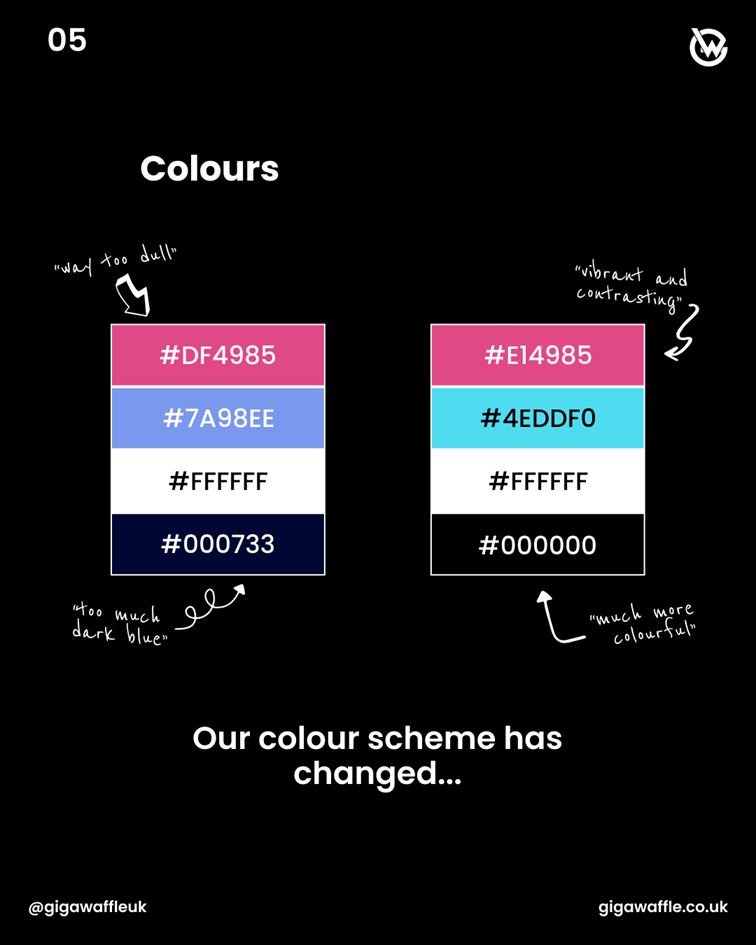 05
Colours
"way too dull"
"vibrant and
contrasting"
#DF4985
#7A98EE
#FFFFFF
#000733
#E14985
#4EDDF0
#FFFFFF
#000000
"too much
dark blue"
"much more
colourful"
Our colour scheme has
changed...
@gigawaffleuk
gigawaffle.co.uk